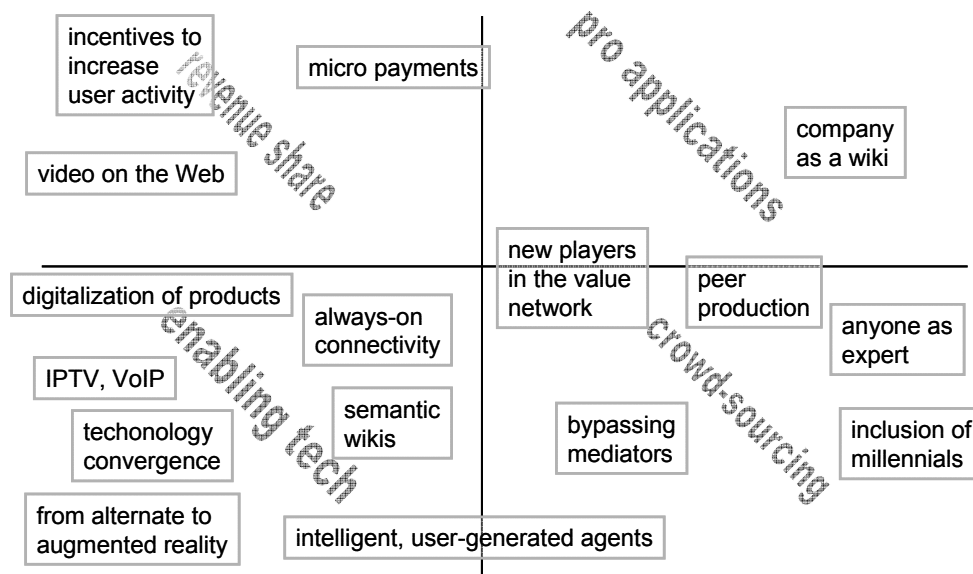 incentives to
increase
user activity
revenue share
micro payments
video on the Web
pro applications
company
as a wiki
new players
in the value
network
peer
production
digitalization of products
always-on
connectivity
enabling tech
IPTV, VoIP
semantic
wikis
techonology
convergence
from alternate to
augmented reality
crowd-sourcing
anyone as
expert
bypassing
mediators
inclusion of
millennials
intelligent, user-generated agents